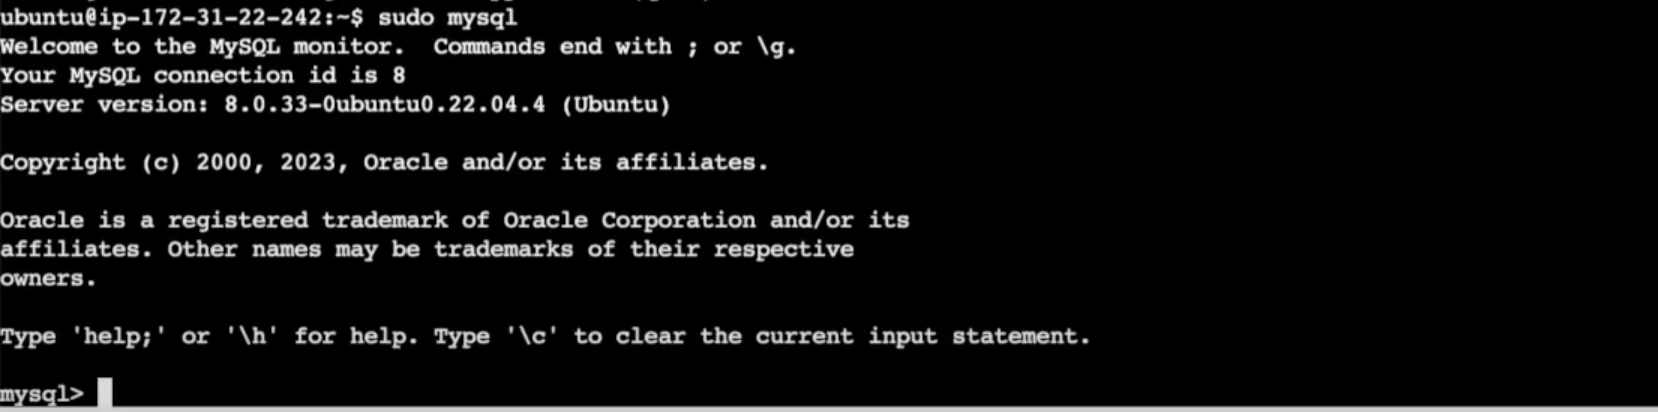 ubuntu@ip-172-31-22-242:~$ sudo mysql
Welcome to the MySQL monitor.  Commands end with ; or \g.
Your MySQL connection id is 8
Server version: 8.0.33-0ubuntu0.22.04.4 (Ubuntu)
Copyright (c) 2000, 2023, Oracle and/or its affiliates.
Oracle is a registered trademark of Oracle Corporation and/or its
affiliates. Other names may be trademarks of their respective
owners.
Type 'help;' or '\h' for help. Type '\c' to clear the current input statement.
mysql>